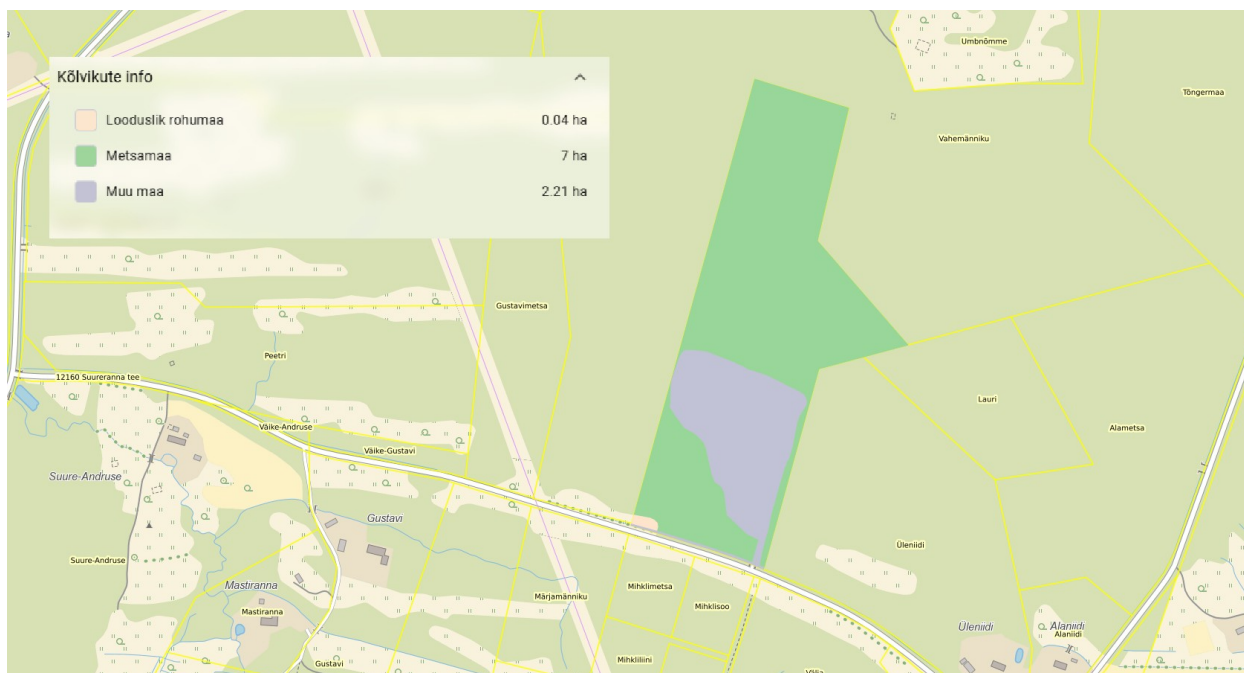 Kõlvikute info
Looduslik rohumaa 0.04 ha
Metsamaa 7 ha
Muu maa 2.21 ha
Umbnõmme
Tõngermaa
Vahemänniku
Gustavimetsa
Peetri
12160 Suureranna tee
Lauri
Väike-Andruse
Alametsa
Väike-Gustavi
Suure-Andruse
Gustavi
Üleniidi
Suure-Andruse
Mastiranna
Mihklimetsa
Märjamänniku
Mihklisoo
Mastiranna
Üleniidi
Alaniidi
Alaniidi
Gustavi
Mihkliliini
Välja